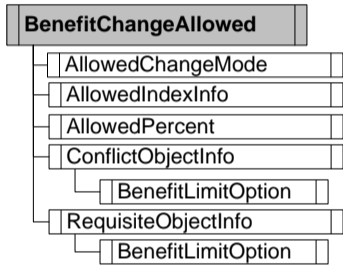 BenefitChangeAllowed
AllowedChangeMode
AllowedIndexInfo
AllowedPercent
ConflictObjectInfo
BenefitLimitOption
RequisiteObjectInfo
BenefitLimitOption